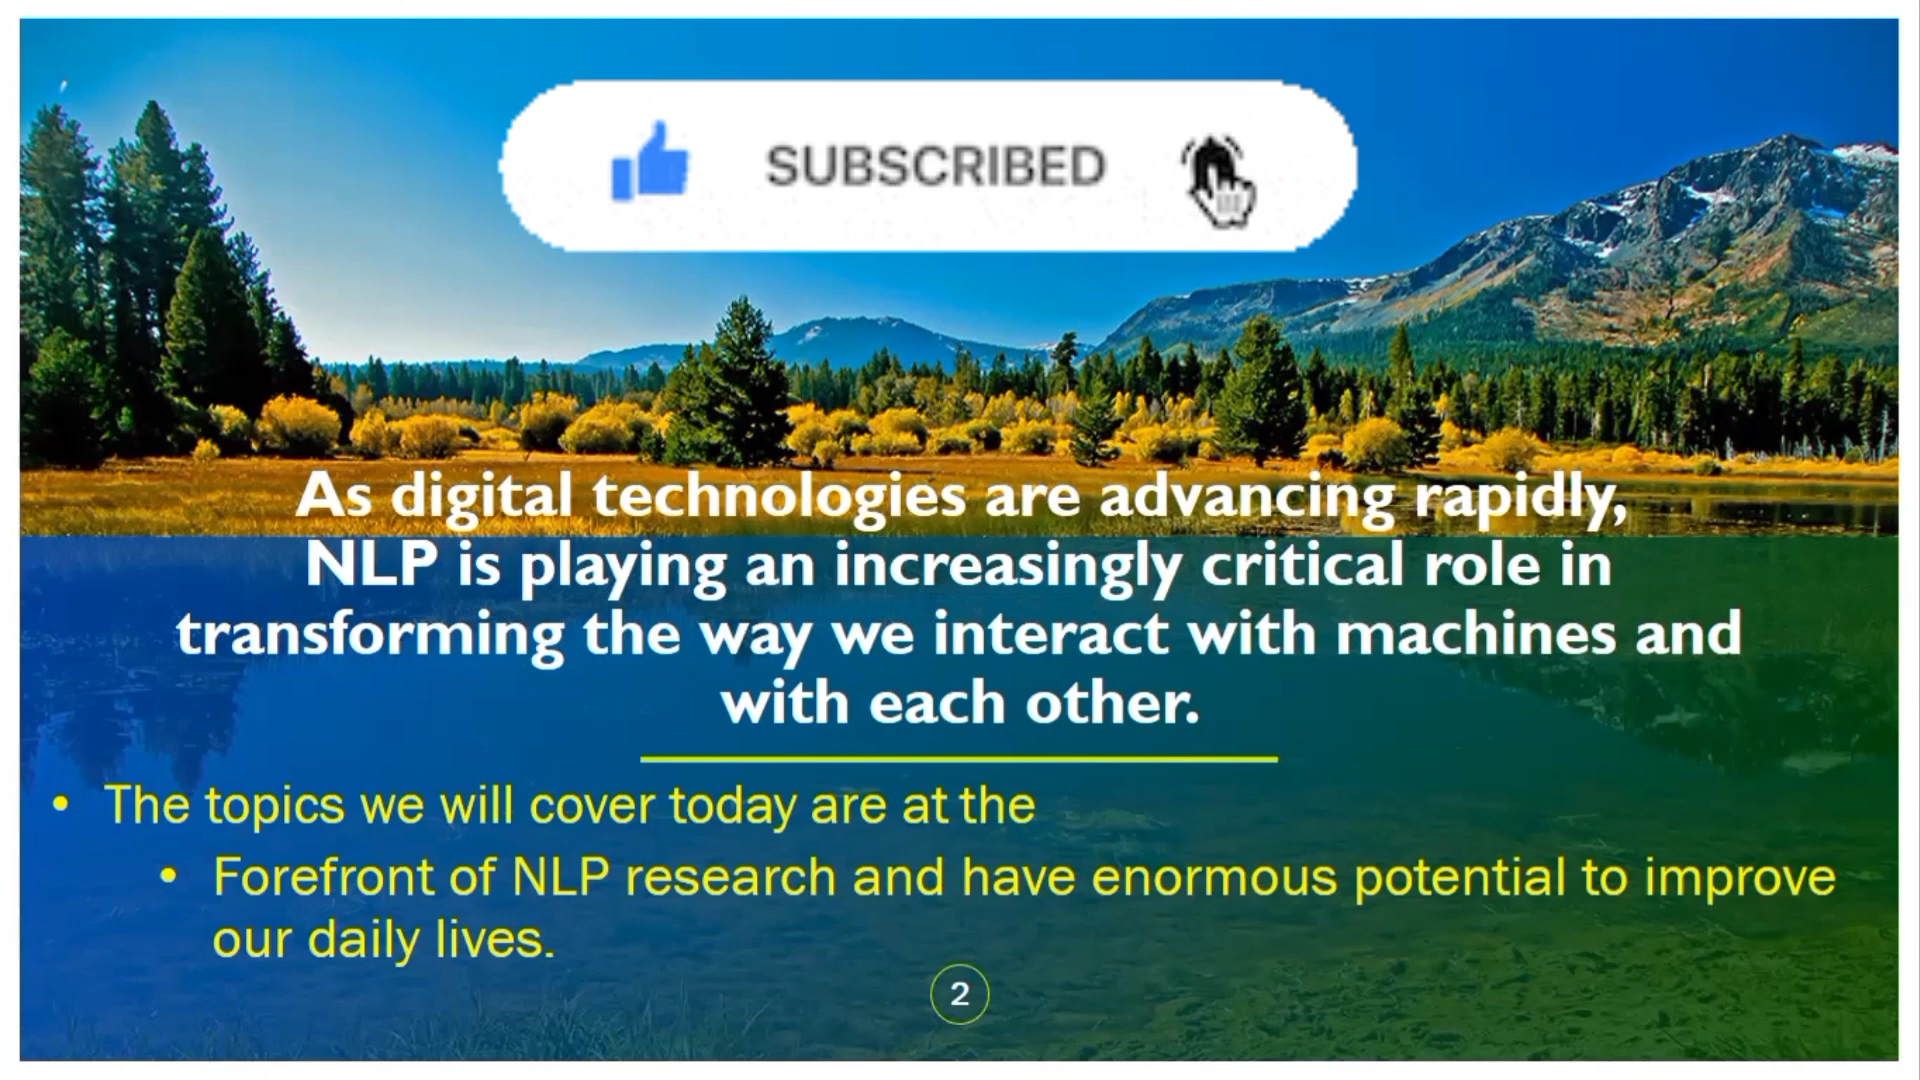 SUBSCRIBED
As digital technologies are advancing rapidly,
NLP is playing an increasingly critical role in
transforming the way we interact with machines and
with each other.
• The topics we will cover today are at the
• Forefront of NLP research and have enormous potential to improve
our daily lives.
2